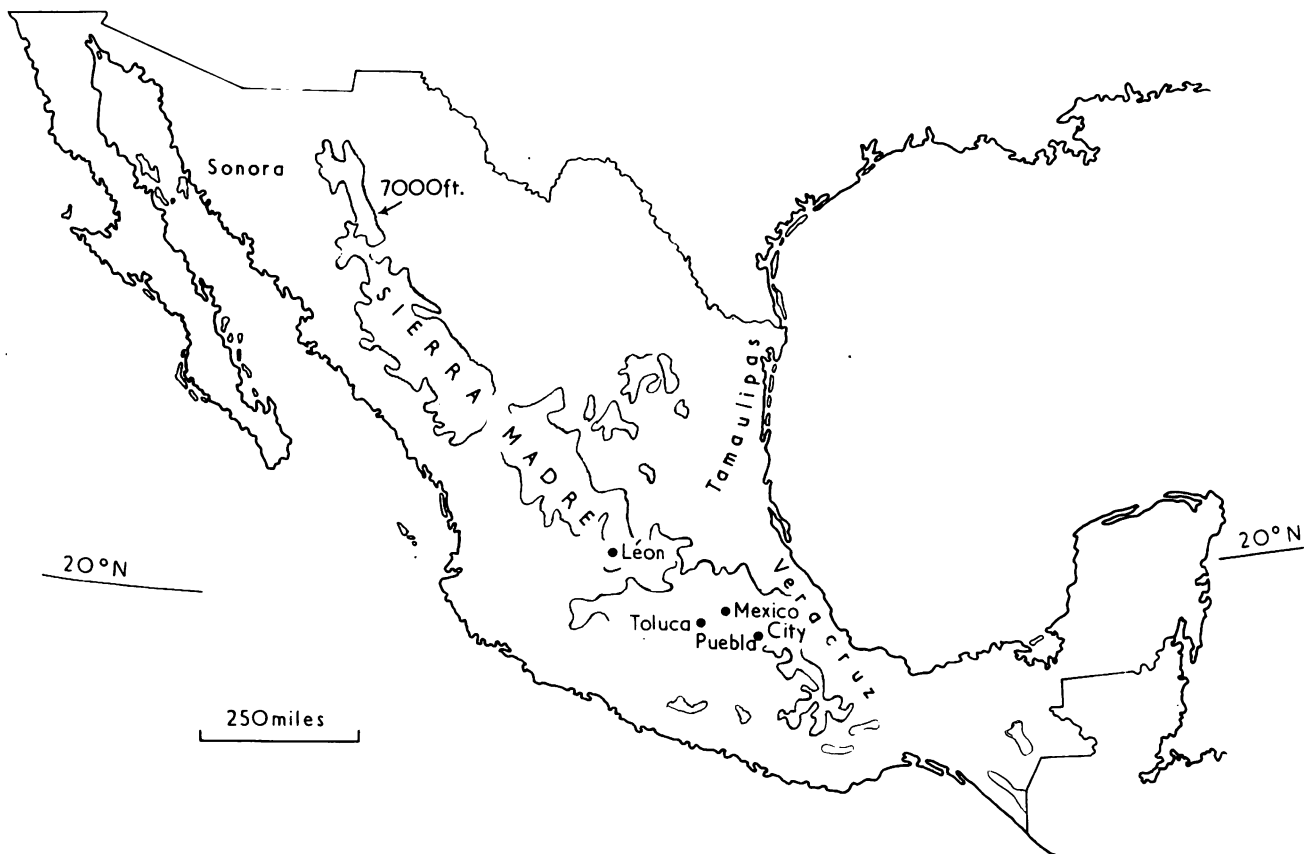 Sonora
7000ft.
SIERRA
MADRE
Tamaulipas
20°N
20°N
Léon
Veracruz
Mexico
City
Toluca
Puebla
250miles